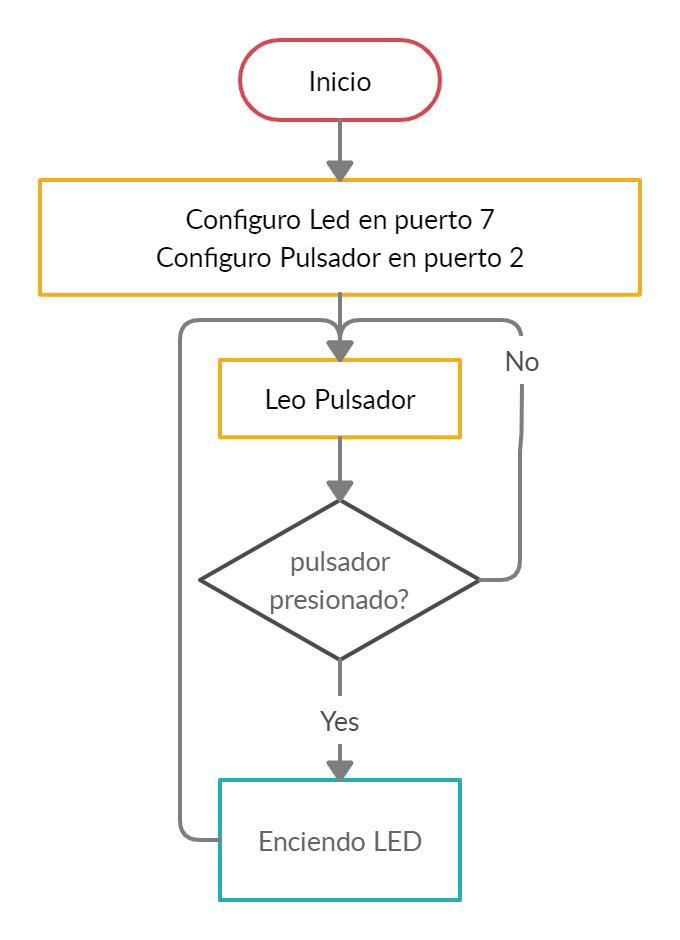 Inicio
Configuro Led en puerto 7
Configuro Pulsador en puerto 2
No
Leo Pulsador
pulsador
presionado?
Yes
Enciendo LED